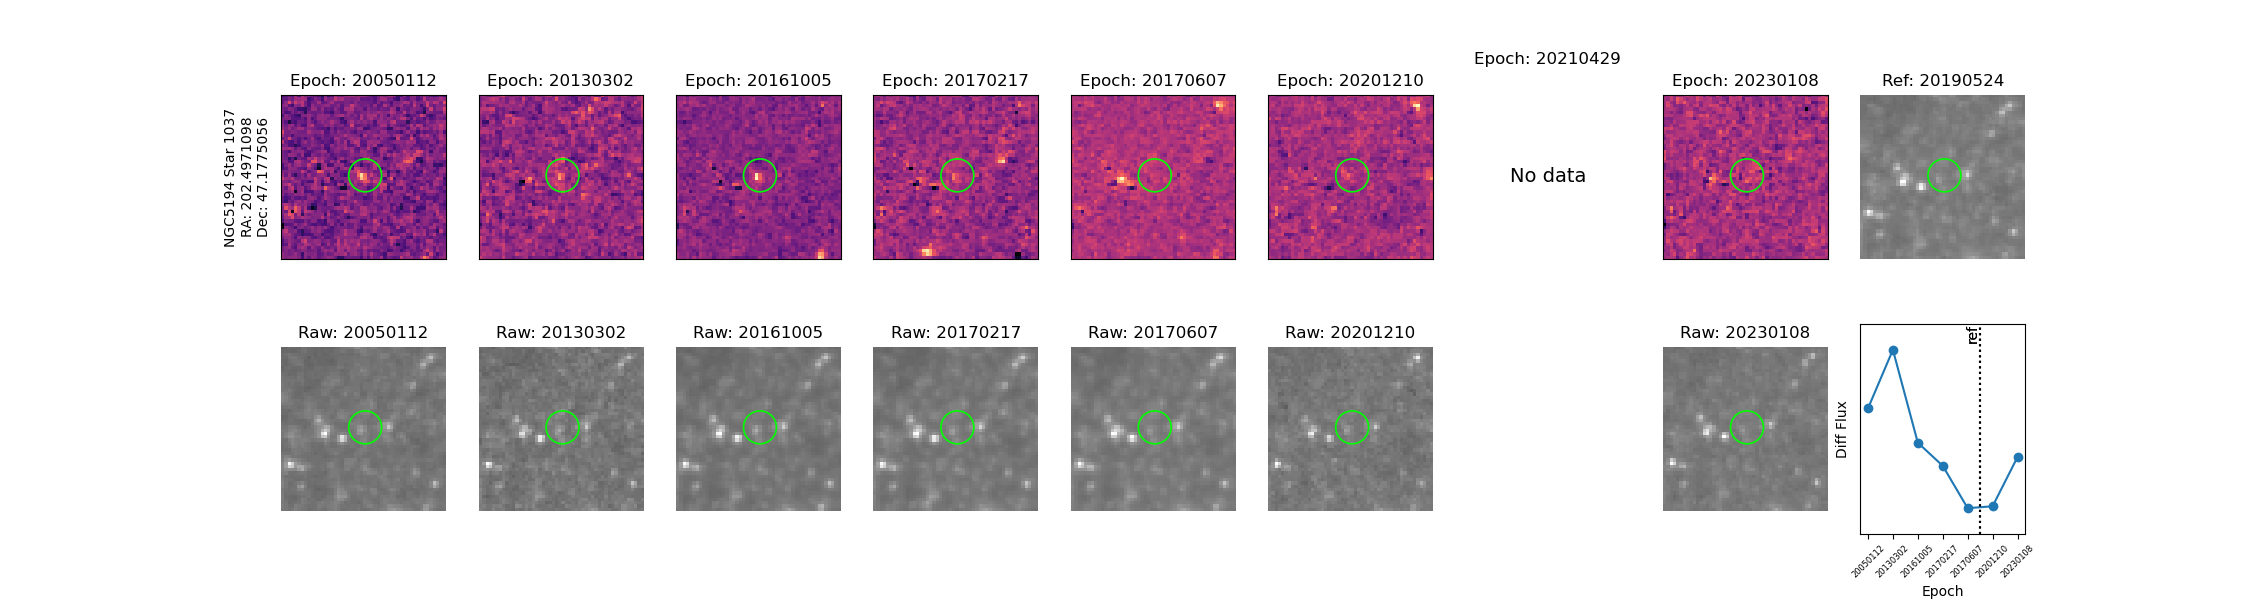 Epoch: 20210429
Epoch: 20050112
Epoch: 20130302
Epoch: 20161005
Epoch: 20170217
Epoch: 20170607
Epoch: 20201210
Epoch: 20230108
Ref: 20190524
NGC5194 Star 1037
RA: 202.4971098
Dec: 47.1775056
No data
Raw: 20050112
Raw: 20130302
Raw: 20161005
Raw: 20170217
Raw: 20170607
Raw: 20201210
Raw: 20230108
ref
Diff Flux
20050112
20130302
20161005
20170217
20170607
20201210
20230108
Epoch